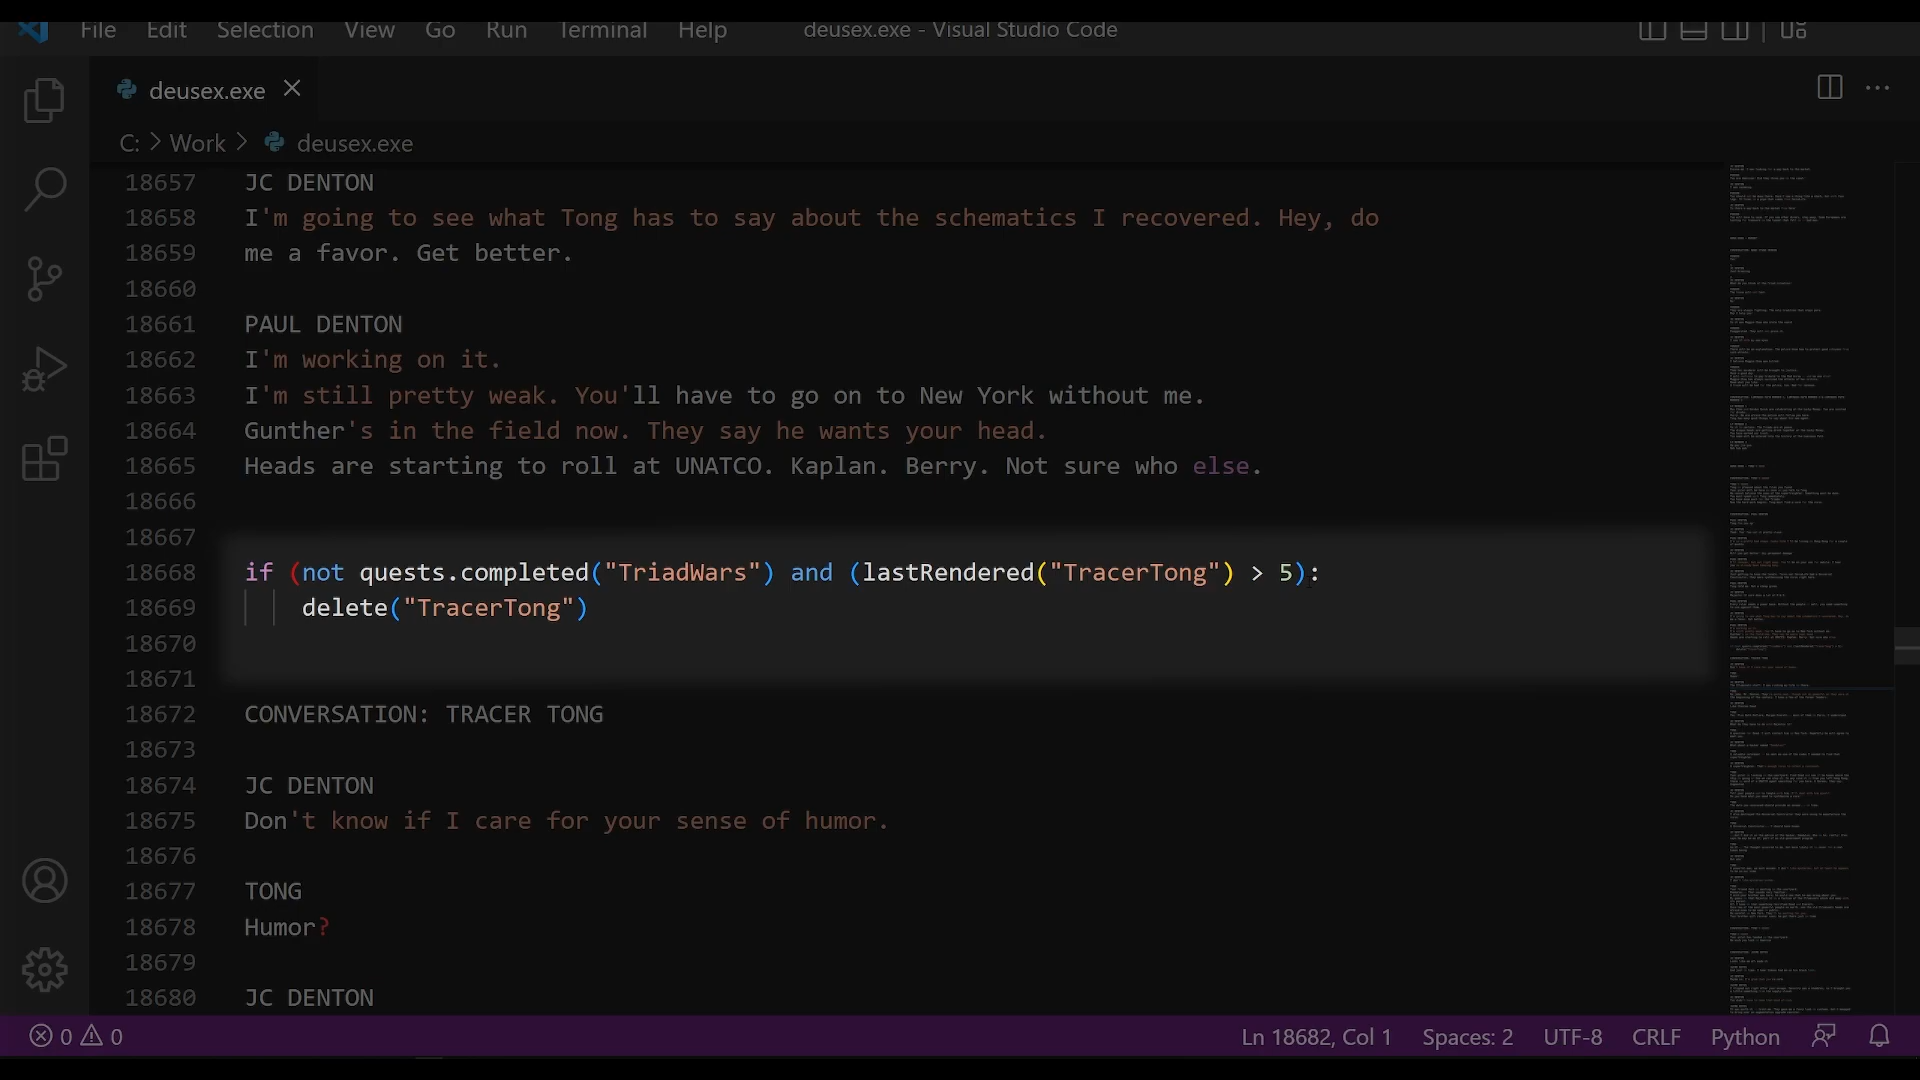 File Edit Selection View Go Run Terminal Help deusex.exe - Visual Studio Code
deusex.exe
C: > Work > deusex.exe
18657 JC DENTON
18658 I'm going to see what Tong has to say about the schematics I recovered. Hey, do
18659 me a favor. Get better.
18660
18661 PAUL DENTON
18662 I'm working on it.
18663 I'm still pretty weak. You'll have to go on to New York without me.
18664 Gunther's in the field now. They say he wants your head.
18665 Heads are starting to roll at UNATCO. Kaplan. Berry. Not sure who else.
18666
18667
18668 if (not quests.completed("TriadWars") and (lastRendered("TracerTong") > 5):
18669 delete("TracerTong")
18670
18671
18672 CONVERSATION: TRACER TONG
18673
18674 JC DENTON
18675 Don't know if I care for your sense of humor.
18676
18677 TONG
18678 Humor?
18679
18680 JC DENTON
0 0 Ln 18682, Col 1 Spaces: 2 UTF-8 CRLF Python